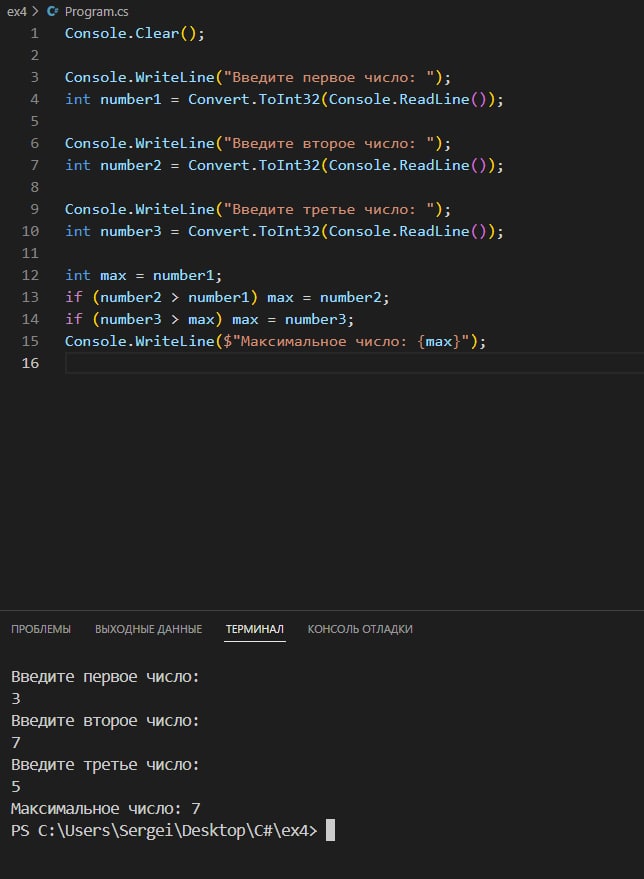 ex4 > C# Program.cs
1 Console.Clear();
2
3 Console.WriteLine("Введите первое число: ");
4 int number1 = Convert.ToInt32(Console.ReadLine());
5
6 Console.WriteLine("Введите второе число: ");
7 int number2 = Convert.ToInt32(Console.ReadLine());
8
9 Console.WriteLine("Введите третье число: ");
10 int number3 = Convert.ToInt32(Console.ReadLine());
11
12 int max = number1;
13 if (number2 > number1) max = number2;
14 if (number3 > max) max = number3;
15 Console.WriteLine($"Максимальное число: {max}");
16
ПРОБЛЕМЫ ВЫХОДНЫЕ ДАННЫЕ ТЕРМИНАЛ КОНСОЛЬ ОТЛАДКИ
Введите первое число:
3
Введите второе число:
7
Введите третье число:
5
Максимальное число: 7
PS C:\Users\Sergei\Desktop\C#\ex4>